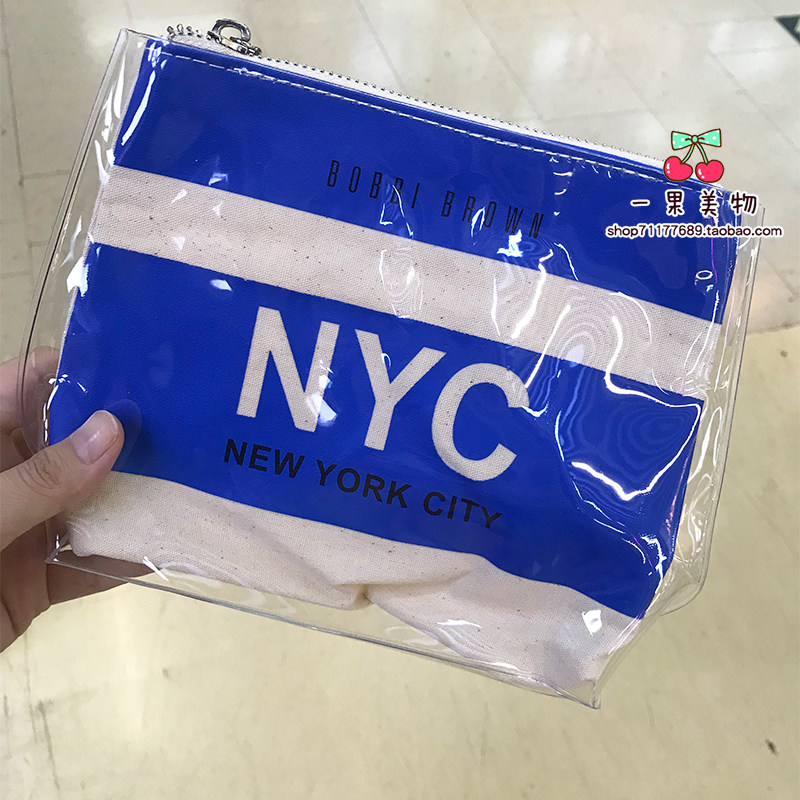 BOBBI BROWN
一果美物
shop71177689.taobao.com
NYC
NEW YORK CITY